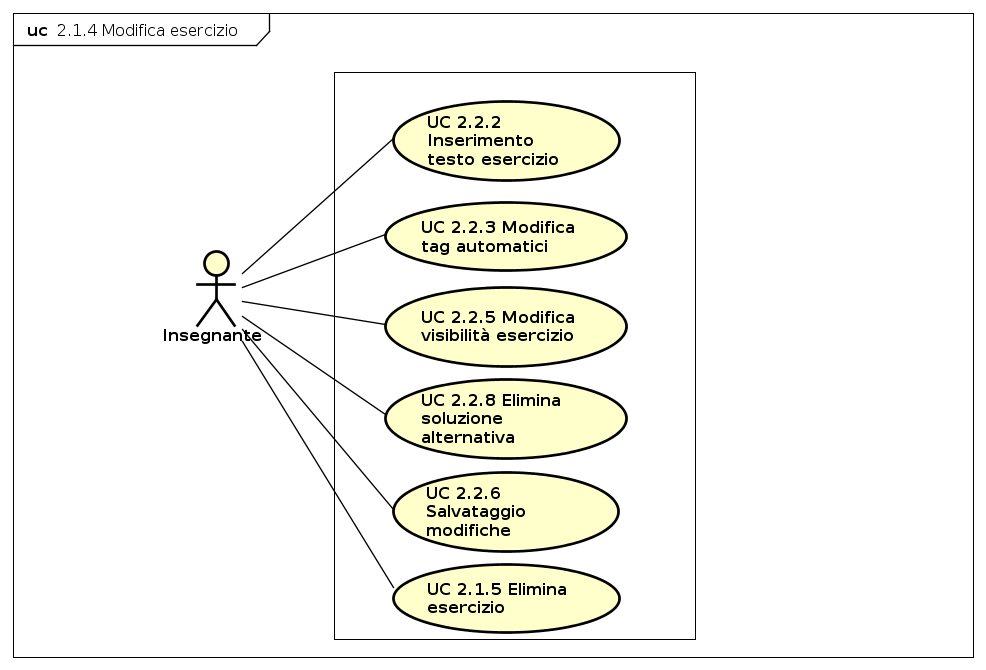 uc 2.1.4 Modifica esercizio
UC 2.2.2
Inserimento
testo esercizio
UC 2.2.3 Modifica
tag automatici
UC 2.2.5 Modifica
visibilità esercizio
Insegnante
UC 2.2.8 Elimina
soluzione
alternativa
UC 2.2.6
Salvataggio
modifiche
UC 2.1.5 Elimina
esercizio